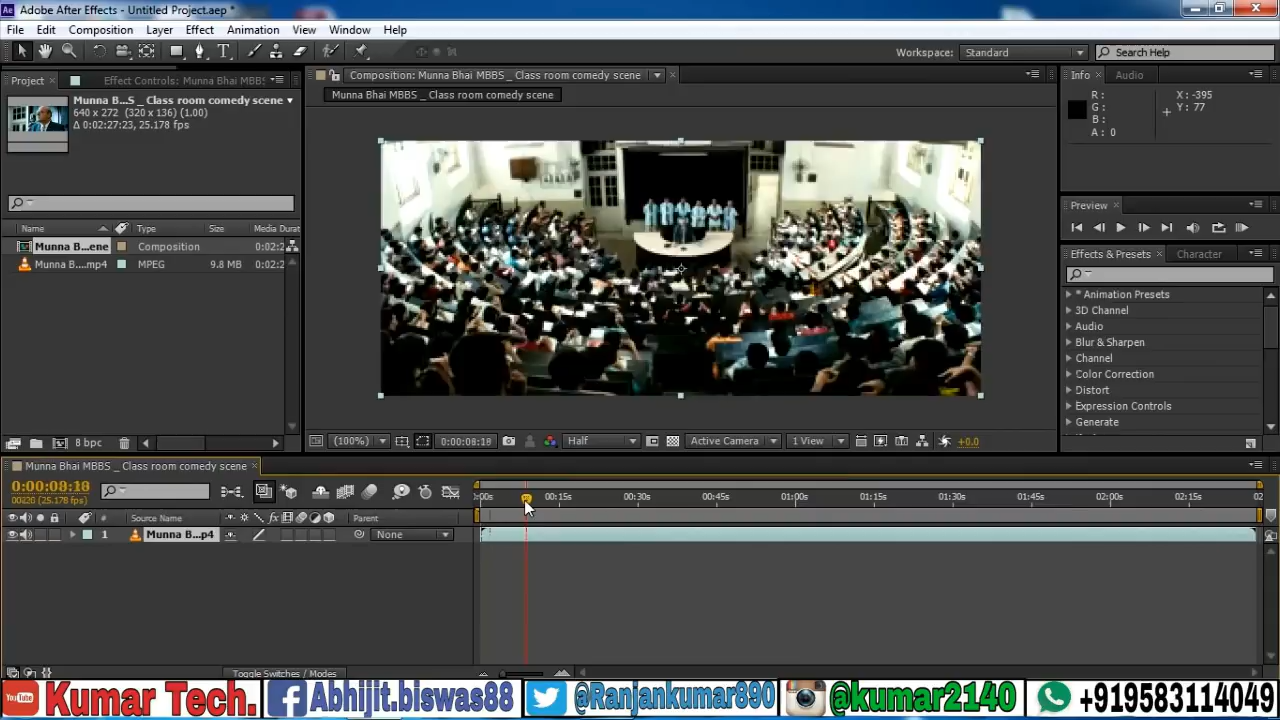 Adobe After Effects - Untitled Project.aep *
File Edit Composition Layer Effect Animation View Window Help
Workspace: Standard Search Help
Project Effect Controls: Munna Bhai MBBS
Composition: Munna Bhai MBBS _ Class room comedy scene
Info Audio
Munna B...S _ Class room comedy scene
640 x 272 (320 x 136) (1.00)
Δ 0:02:27:23, 25.178 fps
Munna Bhai MBBS _ Class room comedy scene
R : X : -395
G : Y : 77
B :
A : 0
Preview
Effects & Presets Character
Name Type Size Media Durat
Munna B...ene Composition 0:02:2
Munna B....mp4 MPEG 9.8 MB 0:02:2
* Animation Presets
3D Channel
Audio
Blur & Sharpen
Channel
Color Correction
Distort
Expression Controls
Generate
8 bpc
(100%) 0:00:08:18 Half Active Camera 1 View +0.0
Munna Bhai MBBS _ Class room comedy scene
0:00:08:18
(25.178 fps)
:00s 00:15s 00:30s 00:45s 01:00s 01:15s 01:30s 01:45s 02:00s 02:15s 02
# Source Name Parent
1 Munna B...p4 None
Toggle Switches / Modes
You Tube Kumar Tech. Abhijit.biswas88 @Ranjankumar890 @kumar2140 +919583114049